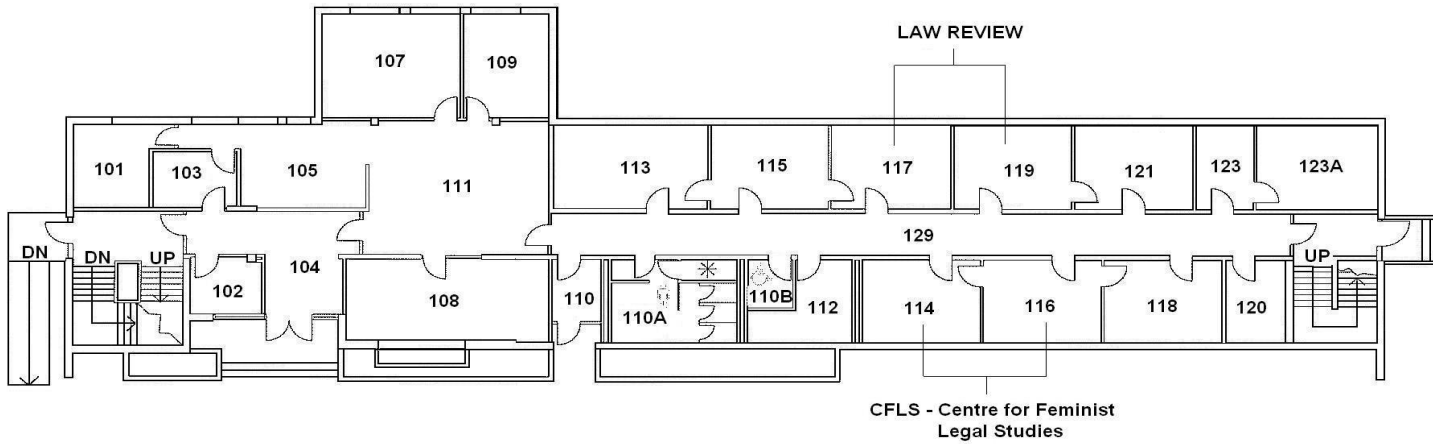 LAW REVIEW
107
109
101
103
105
111
113
115
117
119
121
123
123A
129
DN
DN
UP
UP
102
104
108
110
110A
110B
112
114
116
118
120
CFLS - Centre for Feminist
Legal Studies